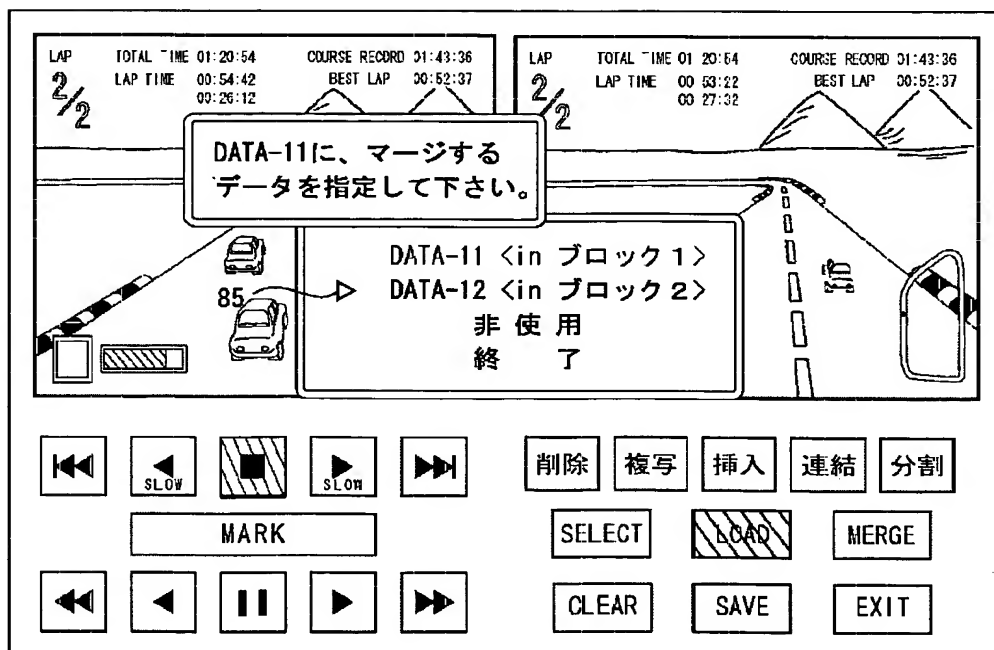 LAP TOTAL TIME 01:20:54 COURSE RECORD 01:43:36
2/2 LAP TIME 00:54:42 BEST LAP 00:52:37
00:26:12
LAP TOTAL TIME 01 20:54 COURSE RECORD 01:43:36
2/2 LAP TIME 00 53:22 BEST LAP 00:52:37
00 27:32
DATA-11に、マージする
データを指定して下さい。
DATA-11 <in ブロック1>
85 DATA-12 <in ブロック2>
非使用
終 了
SLOW SLOW
削除 複写 挿入 連結 分割
MARK
SELECT LOAD MERGE
CLEAR SAVE EXIT